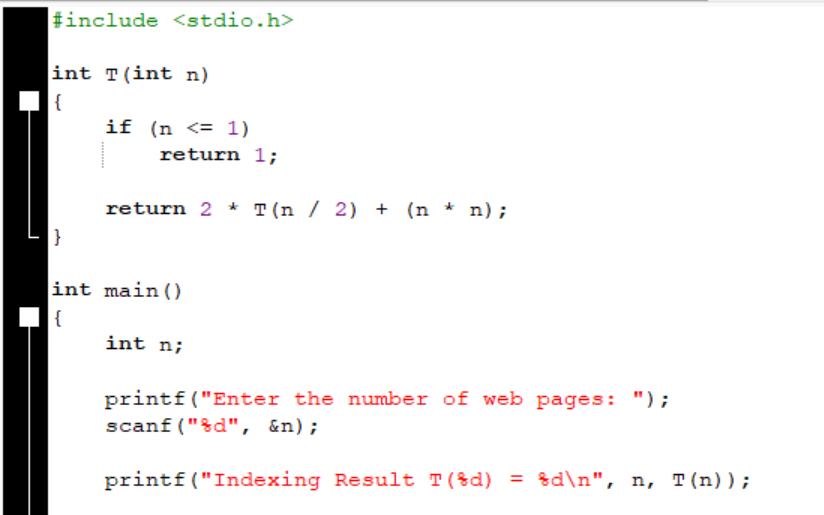 #include <stdio.h>
int T(int n)
{
if (n <= 1)
return 1;
return 2 * T(n / 2) + (n * n);
}
int main()
{
int n;
printf("Enter the number of web pages: ");
scanf("%d", &n);
printf("Indexing Result T(%d) = %d\n", n, T(n));